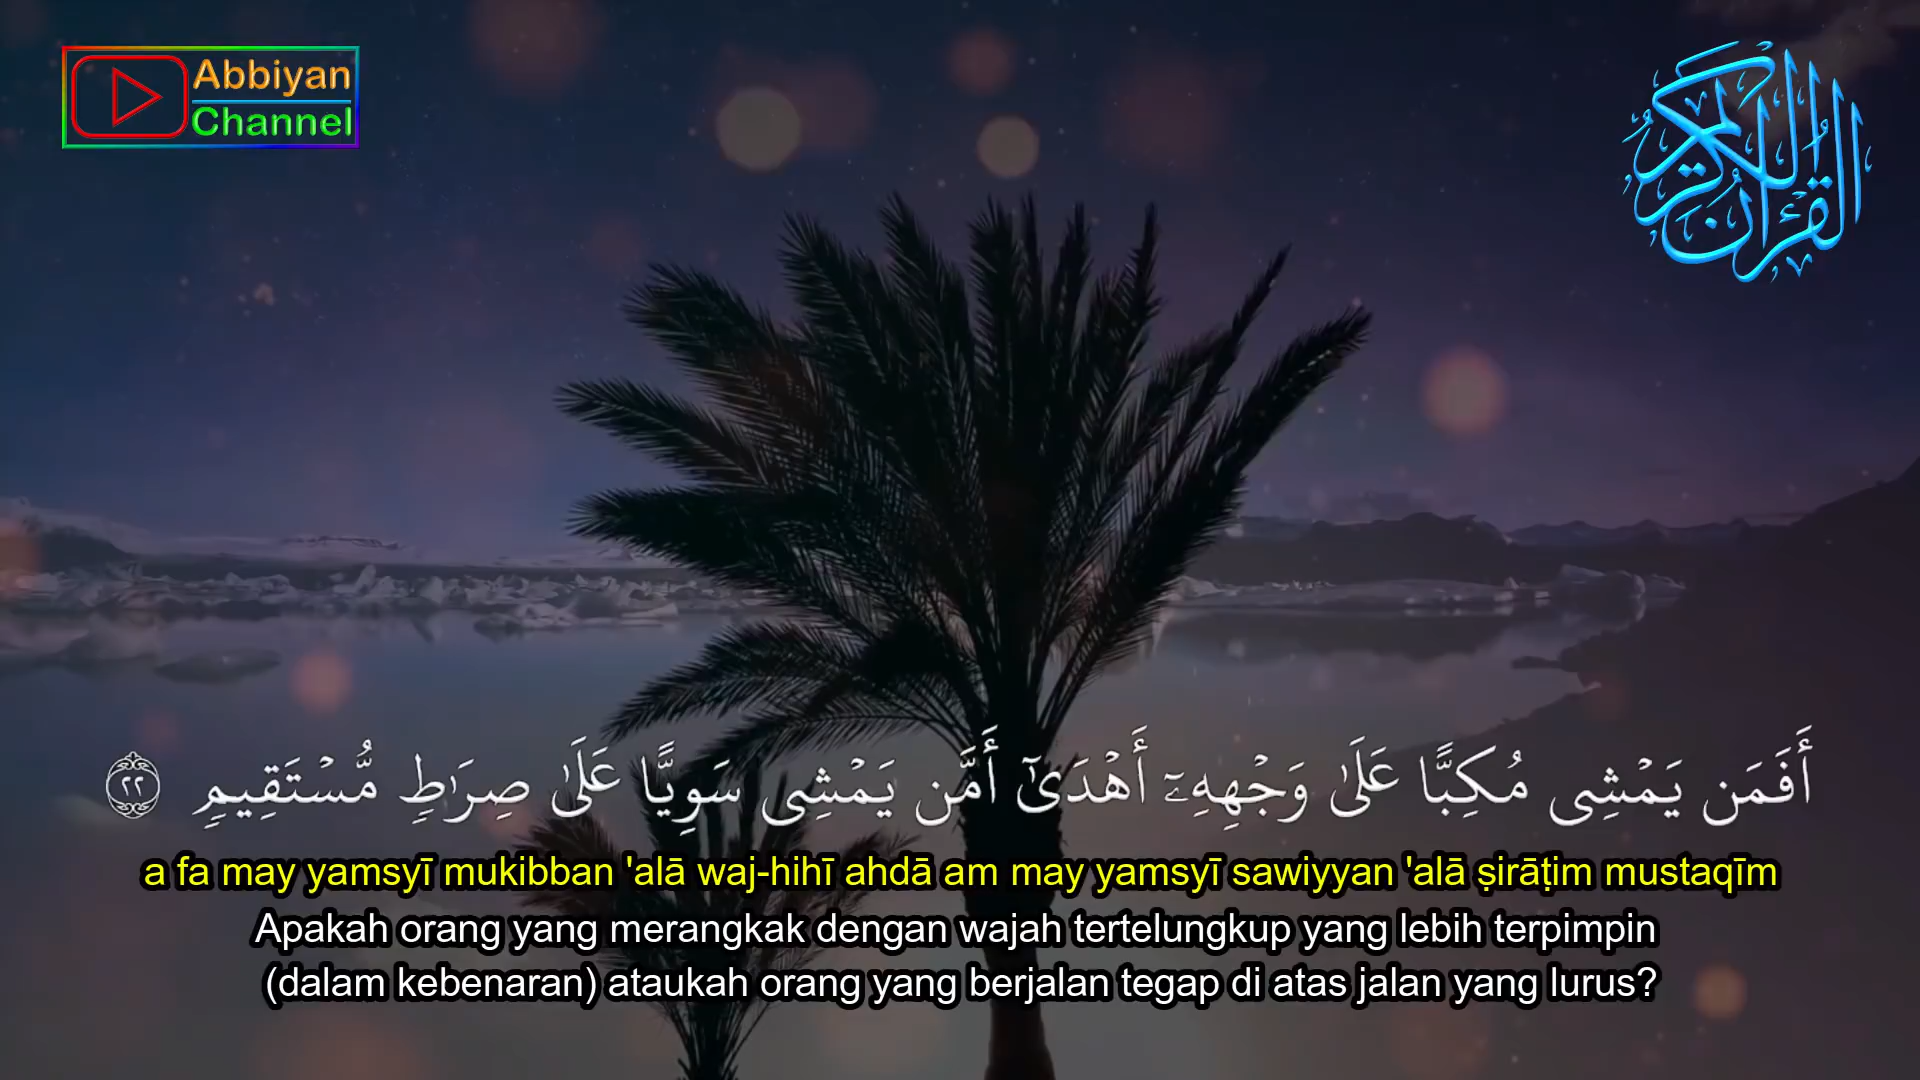 Abbiyan
Channel
القرآن الكريم
أَفَمَن يَمْشِى مُكِبًّا عَلَىٰ وَجْهِهِۦٓ أَهْدَىٰٓ أَمَّن يَمْشِى سَوِيًّا عَلَىٰ صِرَٰطٍ مُّسْتَقِيمٍ ٢٢
a fa may yamsyī mukibban 'alā waj-hihī ahdā am may yamsyī sawiyyan 'alā ṣirāṭim mustaqīm
Apakah orang yang merangkak dengan wajah tertelungkup yang lebih terpimpin
(dalam kebenaran) ataukah orang yang berjalan tegap di atas jalan yang lurus?